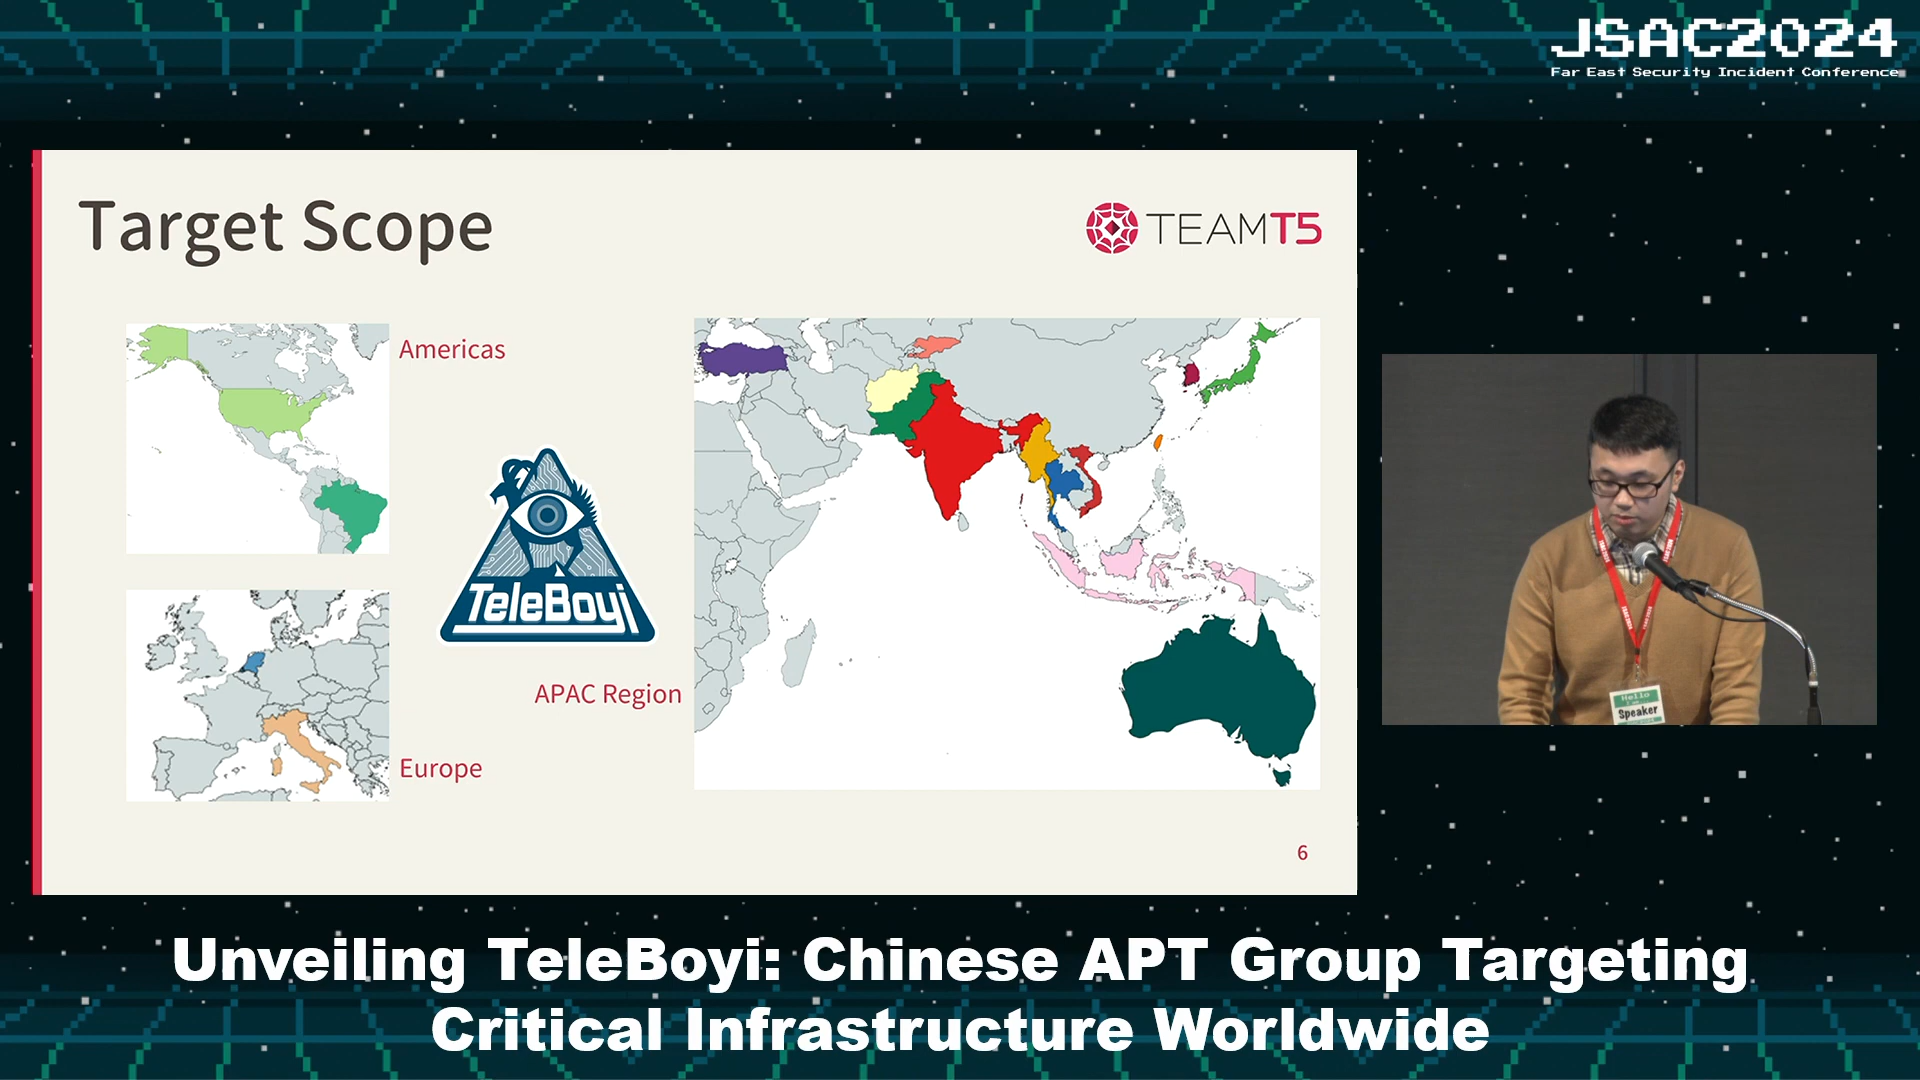 JSAC2024
Far East Security Incident Conference
Target Scope
TEAMT5
Americas
TeleBoyi
APAC Region
Europe
6
Hello
Speaker
Unveiling TeleBoyi: Chinese APT Group Targeting
Critical Infrastructure Worldwide